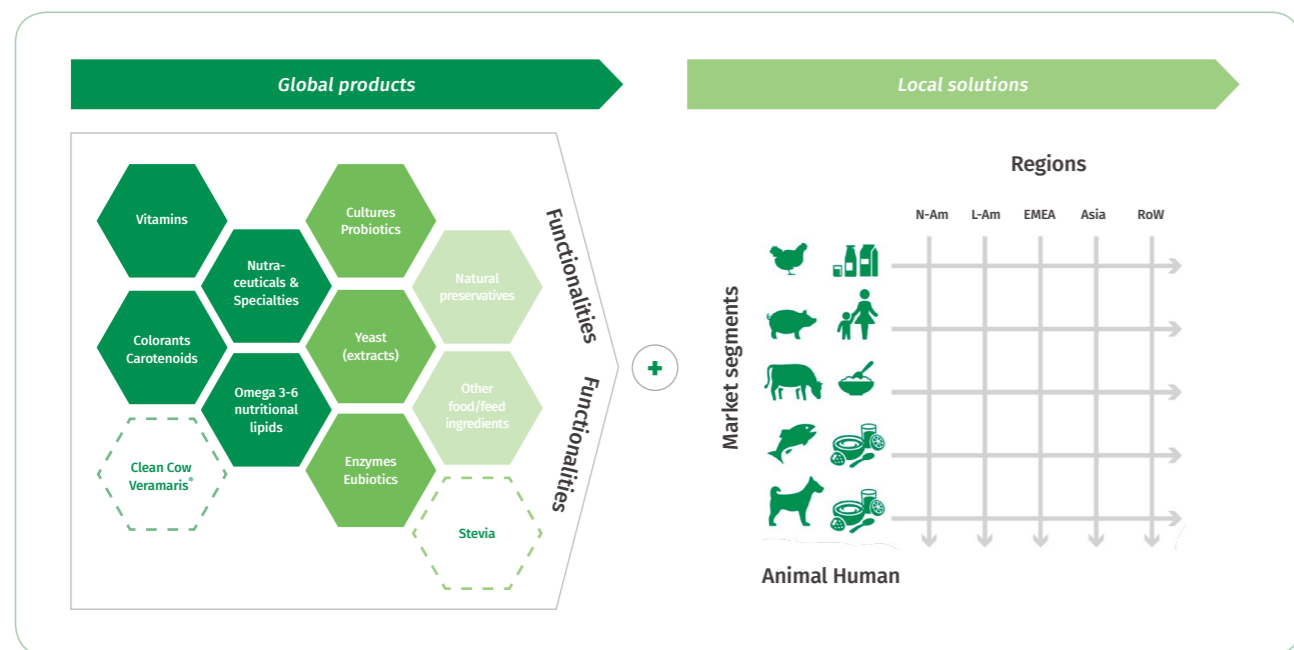 Global products
Local solutions
Vitamins
Nutra-
ceuticals &
Specialties
Colorants
Carotenoids
Omega 3-6
nutritional
lipids
Clean Cow
Veramaris®
Cultures
Probiotics
Yeast
(extracts)
Enzymes
Eubiotics
Natural
preservatives
Other
food/feed
ingredients
Stevia
Functionalities
Functionalities
Regions
N-Am L-Am EMEA Asia RoW
Market segments
Animal Human